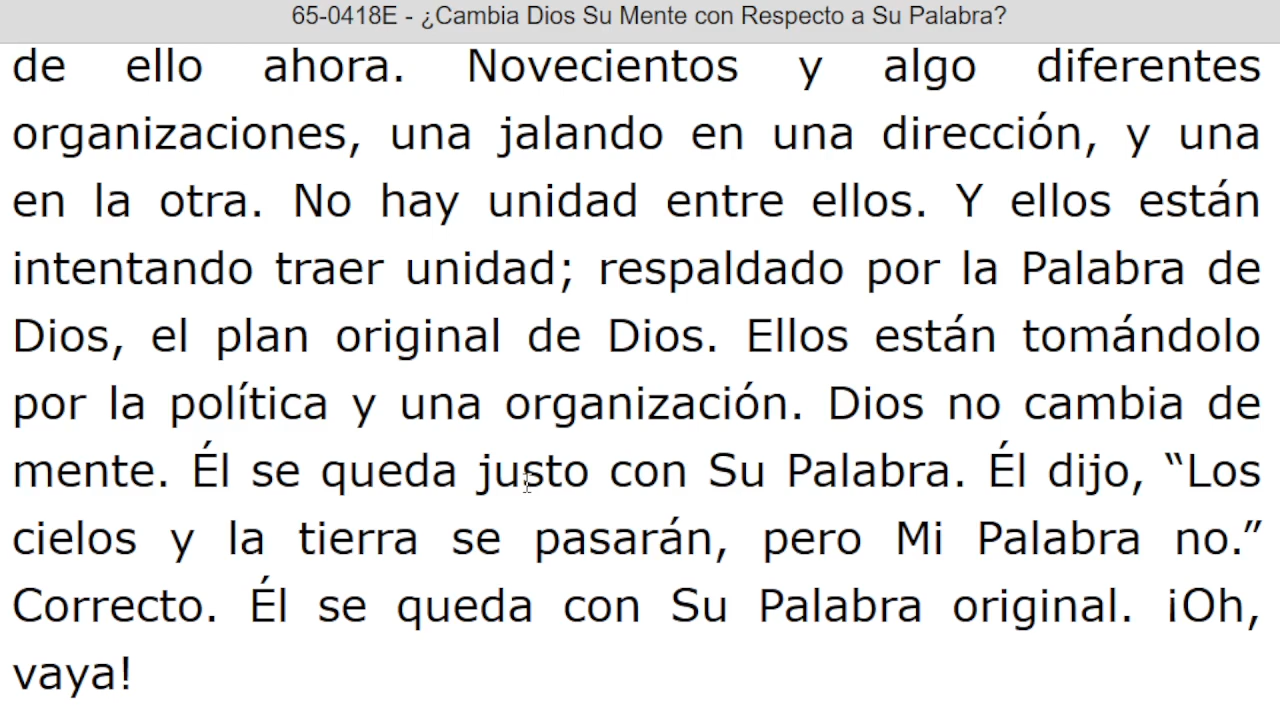 65-0418E - ¿Cambia Dios Su Mente con Respecto a Su Palabra?
de ello ahora. Novecientos y algo diferentes
organizaciones, una jalando en una dirección, y una
en la otra. No hay unidad entre ellos. Y ellos están
intentando traer unidad; respaldado por la Palabra de
Dios, el plan original de Dios. Ellos están tomándolo
por la política y una organización. Dios no cambia de
mente. Él se queda justo con Su Palabra. Él dijo, “Los
cielos y la tierra se pasarán, pero Mi Palabra no.”
Correcto. Él se queda con Su Palabra original. ¡Oh,
vaya!